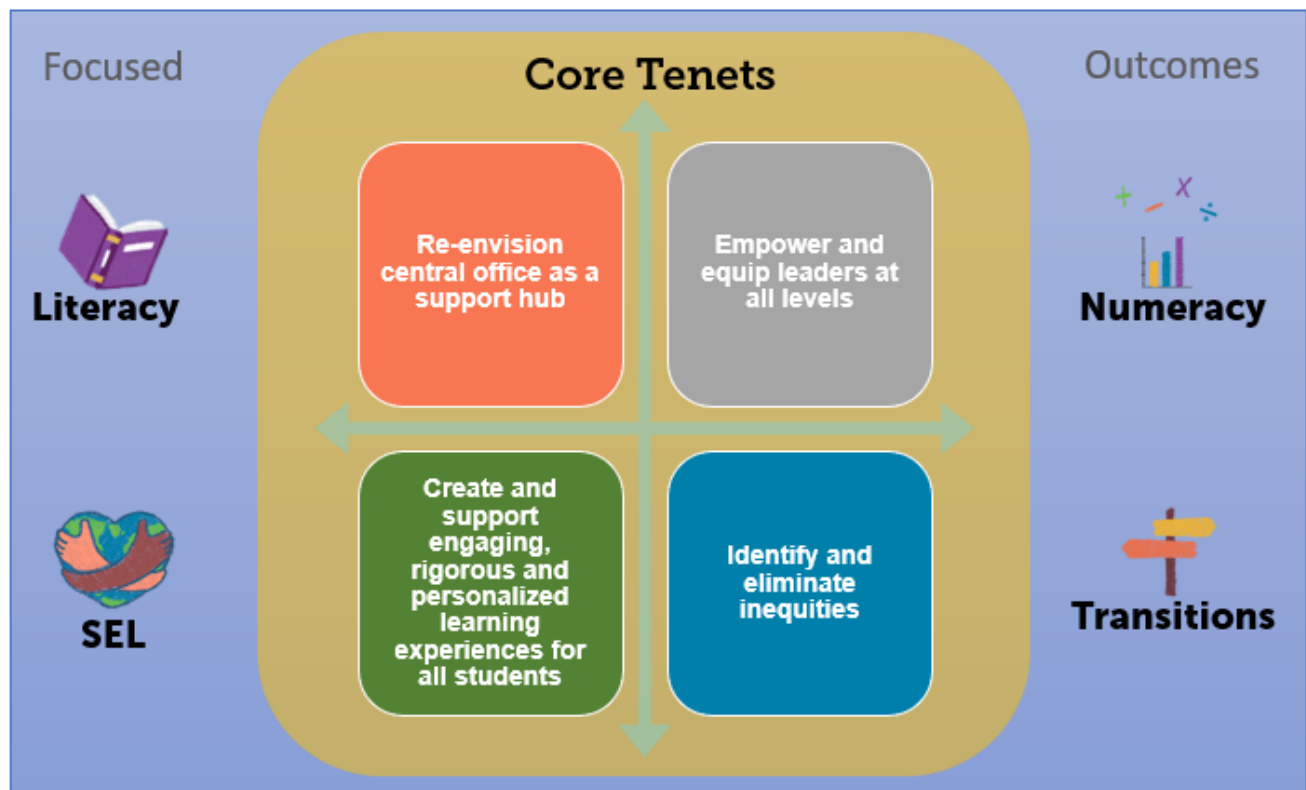 Focused
Core Tenets
Outcomes
Literacy
Re-envision
central office as a
support hub
Empower and
equip leaders at
all levels
+ − x ÷
Numeracy
SEL
Create and
support
engaging,
rigorous and
personalized
learning
experiences for
all students
Identify and
eliminate
inequities
Transitions